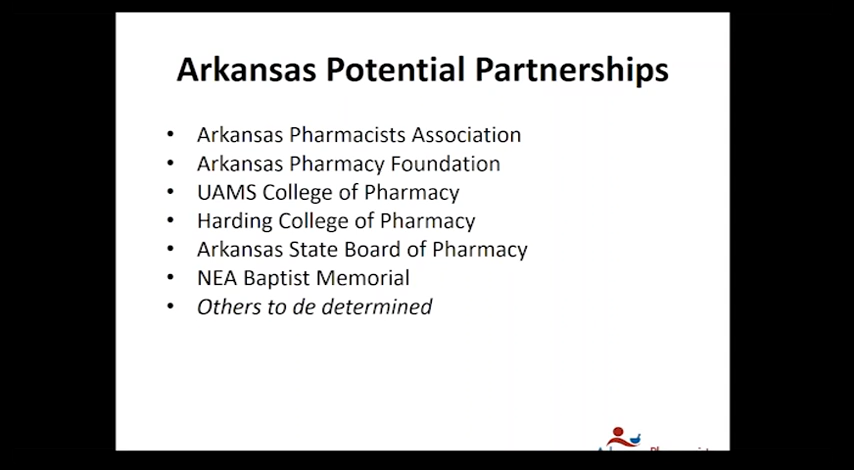 Arkansas Potential Partnerships
• Arkansas Pharmacists Association
• Arkansas Pharmacy Foundation
• UAMS College of Pharmacy
• Harding College of Pharmacy
• Arkansas State Board of Pharmacy
• NEA Baptist Memorial
• Others to de determined